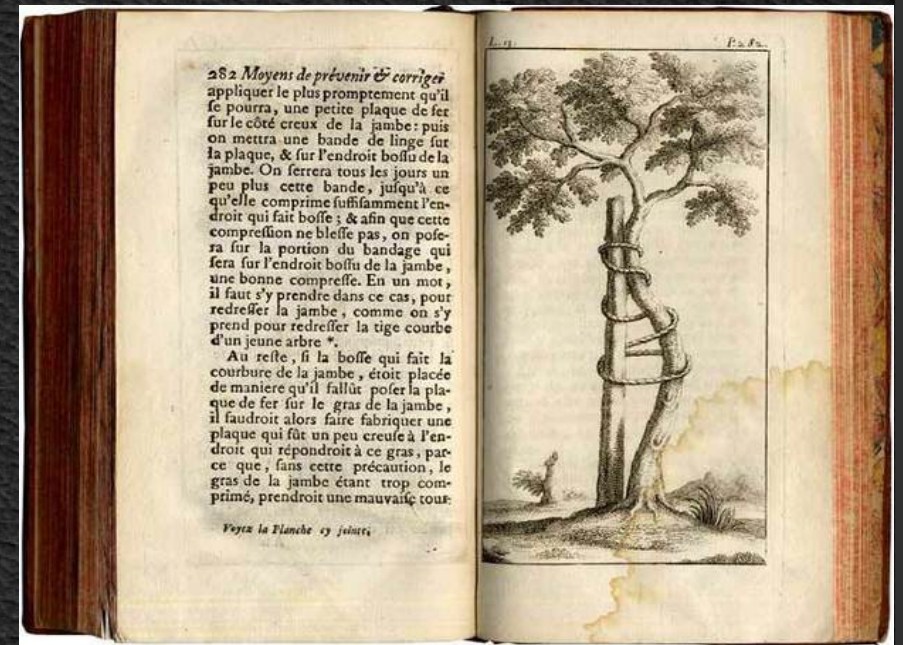 282 Moyens de prévenir & corriger
appliquer le plus promptement qu'il
ſe pourra, une petite plaque de fer
ſur le côté creux de la jambe: puis
on mettra une bande de linge ſur
la plaque, & ſur l'endroit boſſu de la
jambe. On ſerrera tous les jours un
peu plus cette bande, juſqu'à ce
qu'elle comprime ſuffiſamment l'en-
droit qui fait boſſe; & afin que cette
compreſſion ne bleſſe pas, on poſe-
ra ſur la portion du bandage qui
ſera ſur l'endroit boſſu de la jambe,
une bonne compreſſe. En un mot,
il faut s'y prendre dans ce cas, pour
redreſſer la jambe, comme on s'y
prend pour redreſſer la tige courbe
d'un jeune arbre *.
Au reſte, ſi la boſſe qui fait la
courbure de la jambe, étoit placée
de maniere qu'il fallût poſer la pla-
que de fer ſur le gras de la jambe,
il faudroit alors faire fabriquer une
plaque qui fût un peu creuſe à l'en-
droit qui répondroit à ce gras, par-
ce que, ſans cette précaution, le
gras de la jambe étant trop com-
primé, prendroit une mauvaiſe tour-
Voyez la Planche cy jointe,
P. 282.